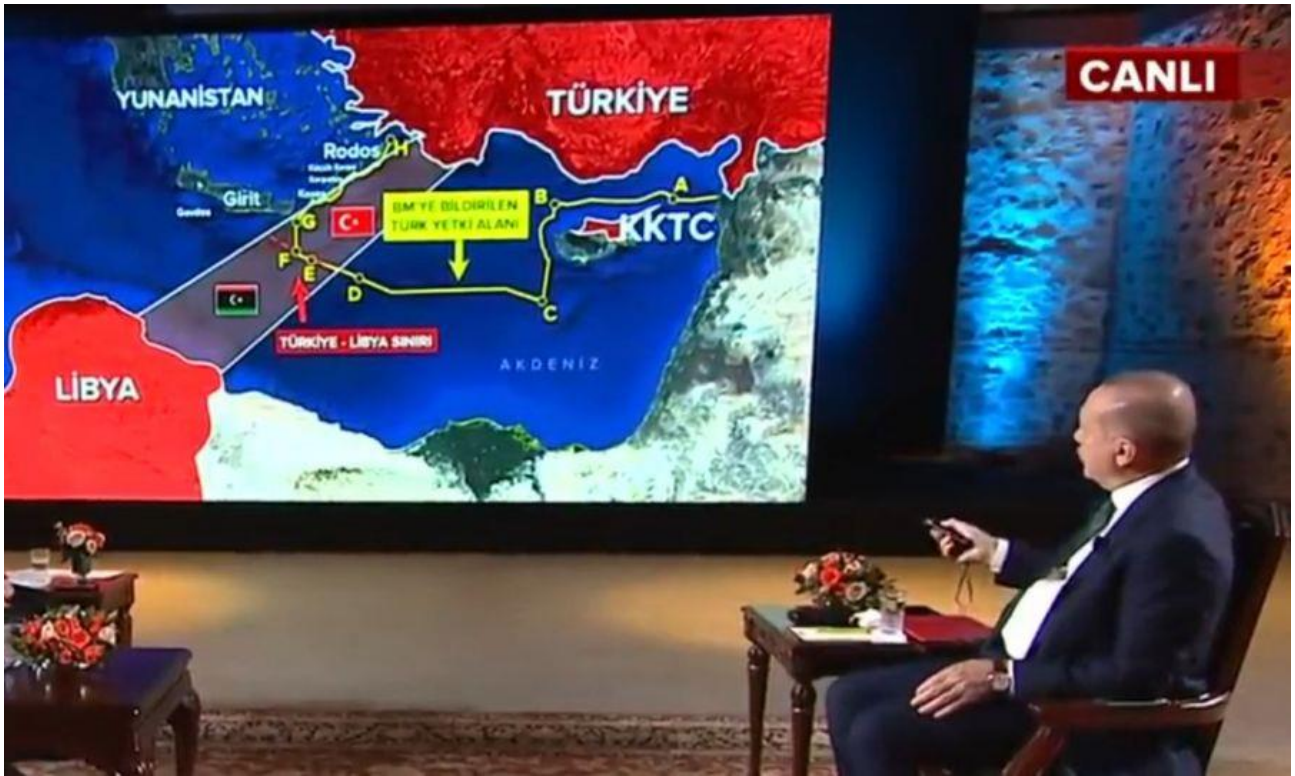 CANLI
YUNANİSTAN
TÜRKİYE
Rodos
H
Girit
Gavdos
G
BM'YE BİLDİRİLEN
TÜRK YETKİ ALANI
B
A
KKTC
F
E
D
C
TÜRKİYE - LİBYA SINIRI
AKDENİZ
LİBYA